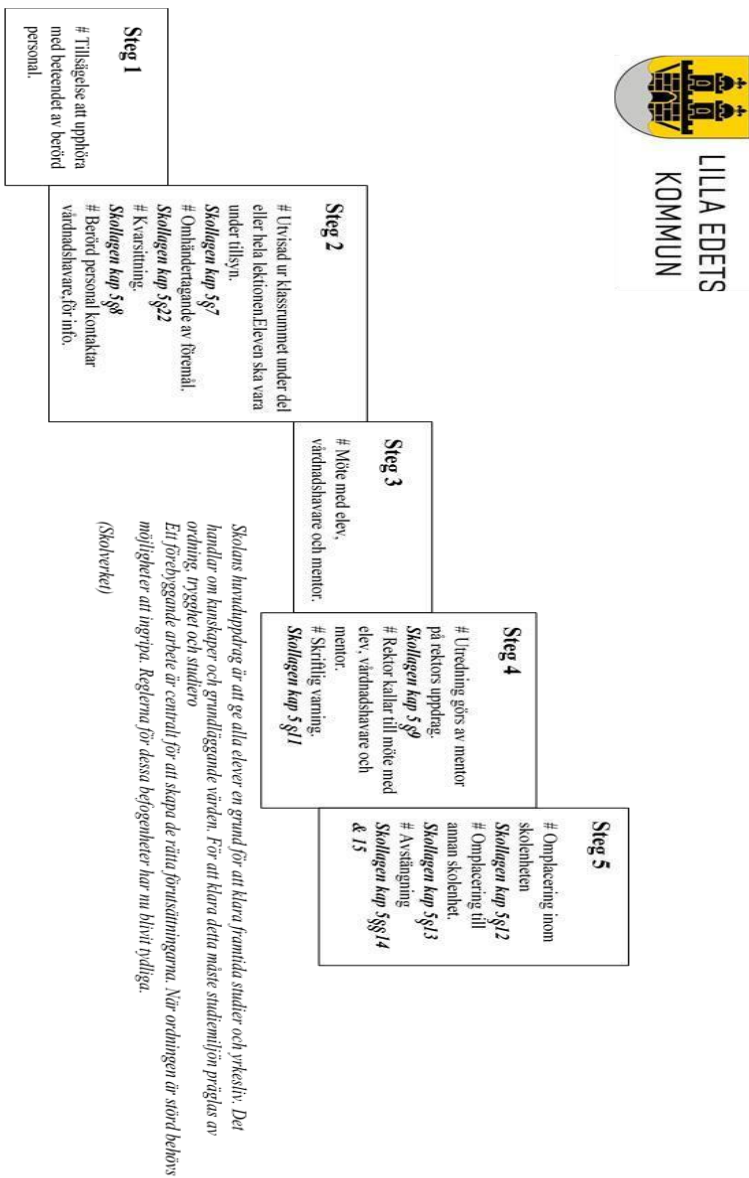 LILLA EDETS
KOMMUN
Steg 1
# Tillsägelse att upphöra
med beteendet av berörd
personal.
Steg 2
# Utvisad ur klassrummet under del
eller hela lektionen.Eleven ska vara
under tillsyn.
Skollagen kap 5§7
# Omhändertagande av föremål.
Skollagen kap 5§22
# Kvarsittning.
Skollagen kap 5§8
# Berörd personal kontaktar
vårdnadshavare,för info.
Steg 3
# Möte med elev,
vårdnadshavare och mentor.
Steg 4
# Utredning görs av mentor
på rektors uppdrag.
Skollagen kap 5 §9
# Rektor kallar till möte med
elev, vårdnadshavare och
mentor.
# Skriftlig varning.
Skollagen kap 5 §11
Steg 5
# Omplacering inom
skolenheten
Skollagen kap 5§12
# Omplacering till
annan skolenhet.
Skollagen kap 5§13
# Avstängning
Skollagen kap 5§§14
& 15
Skolans huvuduppdrag är att ge alla elever en grund för att klara framtida studier och yrkesliv. Det
handlar om kunskaper och grundläggande värden. För att klara detta måste studiemiljön präglas av
ordning, trygghet och studiero
Ett förebyggande arbete är centralt för att skapa de rätta förutsättningarna. När ordningen är störd behövs
möjligheter att ingripa. Reglerna för dessa befogenheter har nu blivit tydliga.
(Skolverket)